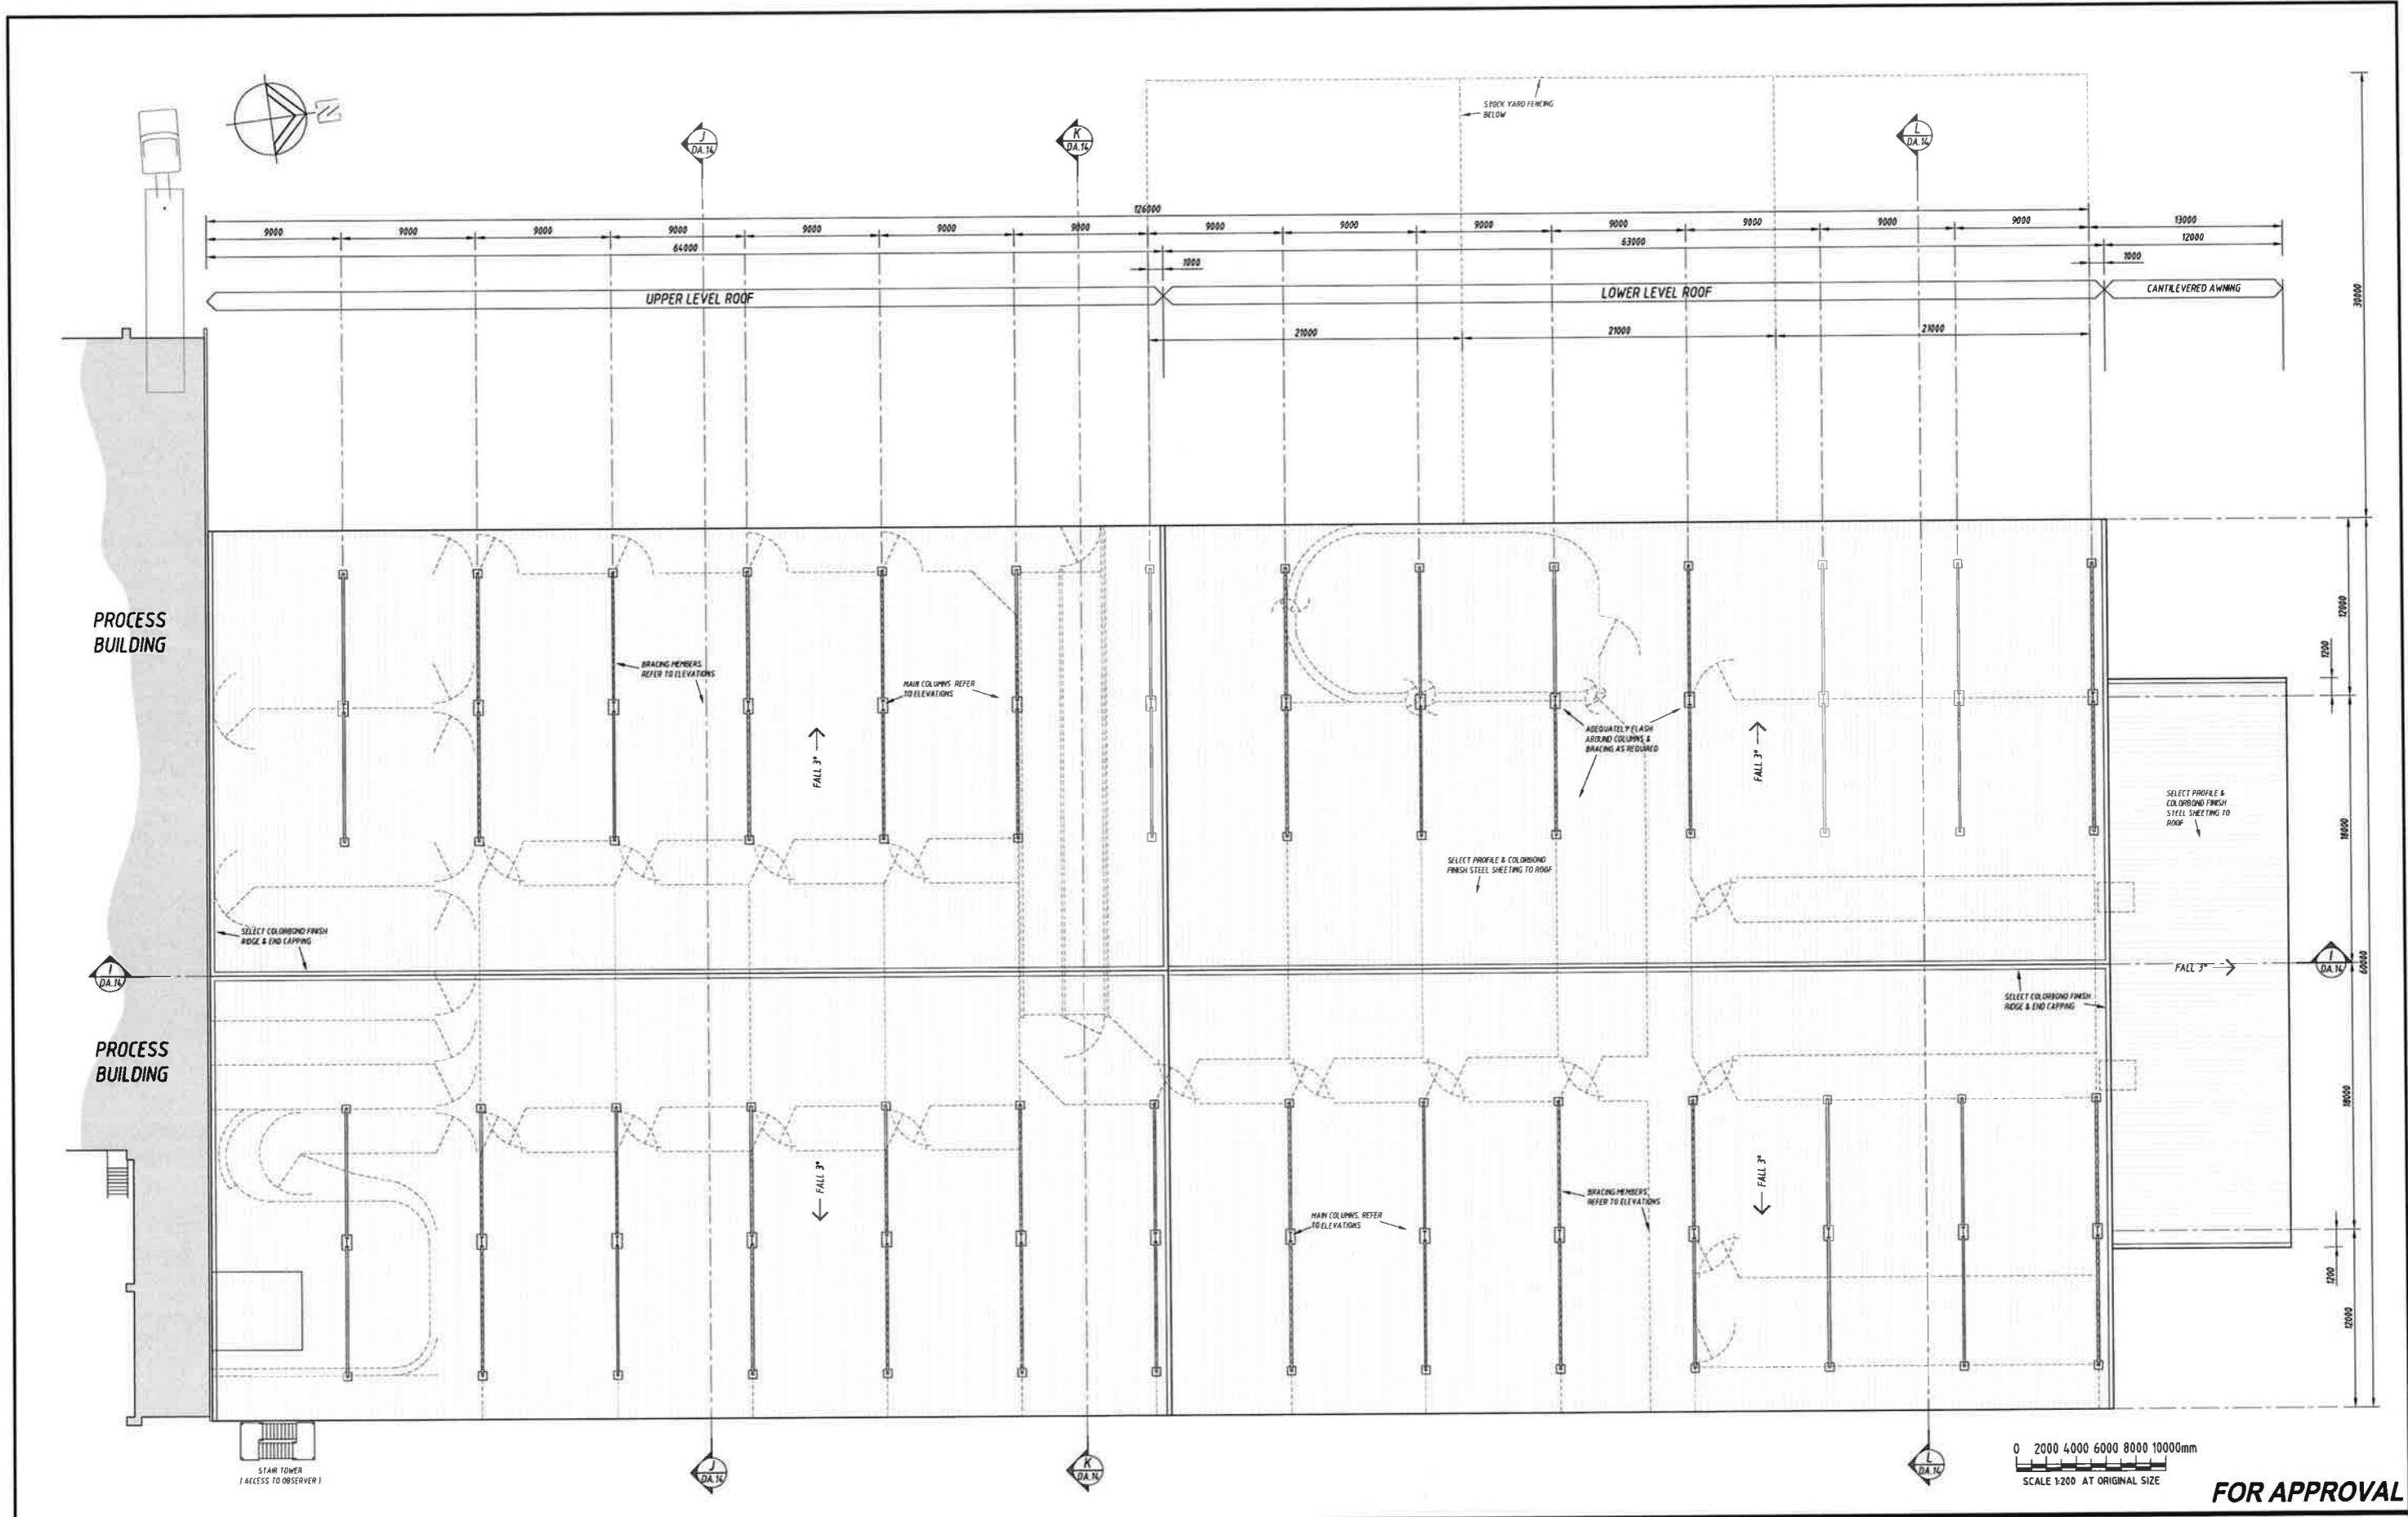 STOCK YARD FENCING
BELOW
J
DA.14
K
DA.14
L
DA.14
126000
9000
9000
9000
9000
9000
9000
9000
9000
9000
9000
9000
9000
9000
9000
13000
64000
63000
12000
1000
1000
UPPER LEVEL ROOF
LOWER LEVEL ROOF
CANTILEVERED AWNING
30000
21000
21000
21000
PROCESS
BUILDING
BRACING MEMBERS.
REFER TO ELEVATIONS
MAIN COLUMNS. REFER
TO ELEVATIONS
12000
1200
ADEQUATELY FLASH
AROUND COLUMNS &
BRACING AS REQUIRED
FALL 3°
FALL 3°
SELECT PROFILE &
COLORBOND FINISH
STEEL SHEETING TO
ROOF
18000
SELECT PROFILE & COLORBOND
FINISH STEEL SHEETING TO ROOF
SELECT COLORBOND FINISH
RIDGE & END CAPPING
I
DA.14
FALL 3°
I
DA.14
60000
SELECT COLORBOND FINISH
RIDGE & END CAPPING
PROCESS
BUILDING
18000
FALL 3°
FALL 3°
BRACING MEMBERS.
REFER TO ELEVATIONS
MAIN COLUMNS. REFER
TO ELEVATIONS
1200
12000
STAIR TOWER
( ACCESS TO OBSERVER )
J
DA.14
K
DA.14
L
DA.14
0 2000 4000 6000 8000 10000mm
SCALE 1:200 AT ORIGINAL SIZE
FOR APPROVAL